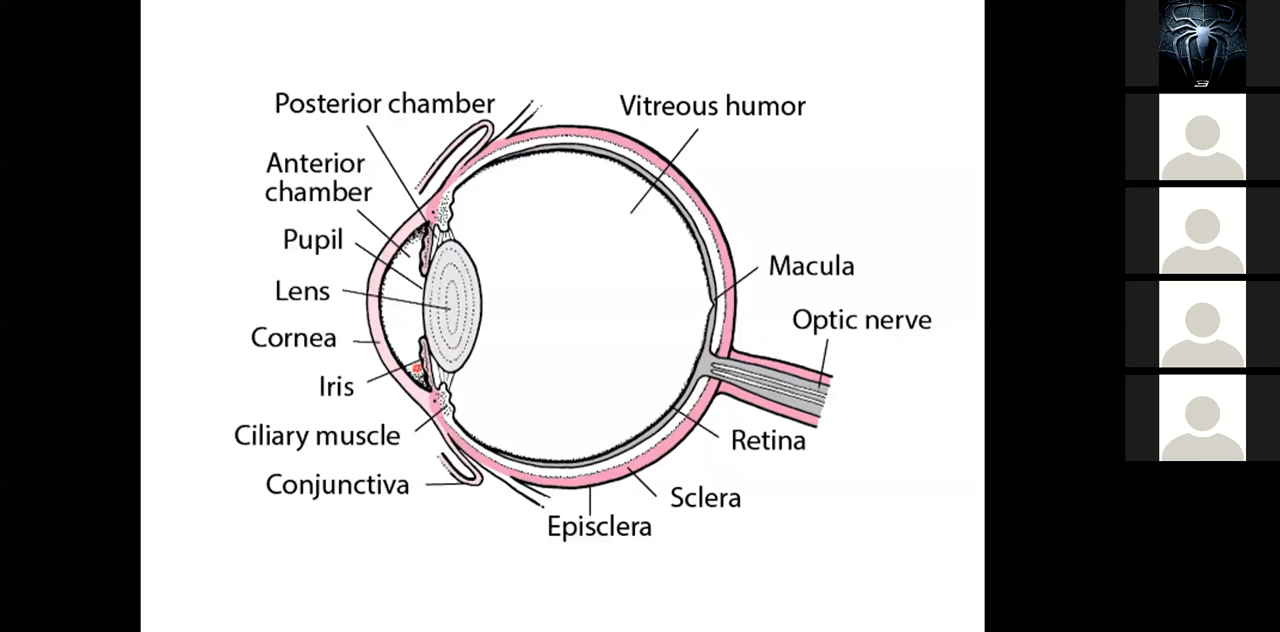 Posterior chamber
Vitreous humor
Anterior
chamber
Pupil
Macula
Lens
Optic nerve
Cornea
Iris
Ciliary muscle
Retina
Conjunctiva
Sclera
Episclera